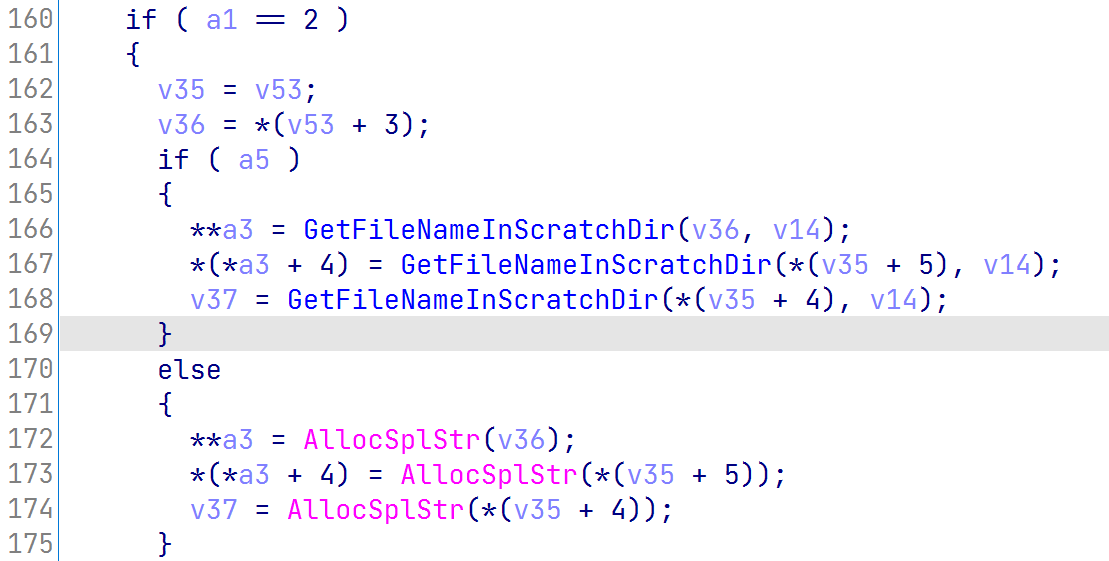 160 if ( a1 == 2 )
161 {
162 v35 = v53;
163 v36 = *(v53 + 3);
164 if ( a5 )
165 {
166 **a3 = GetFileNameInScratchDir(v36, v14);
167 *(*a3 + 4) = GetFileNameInScratchDir(*(v35 + 5), v14);
168 v37 = GetFileNameInScratchDir(*(v35 + 4), v14);
169 }
170 else
171 {
172 **a3 = AllocSplStr(v36);
173 *(*a3 + 4) = AllocSplStr(*(v35 + 5));
174 v37 = AllocSplStr(*(v35 + 4));
175 }